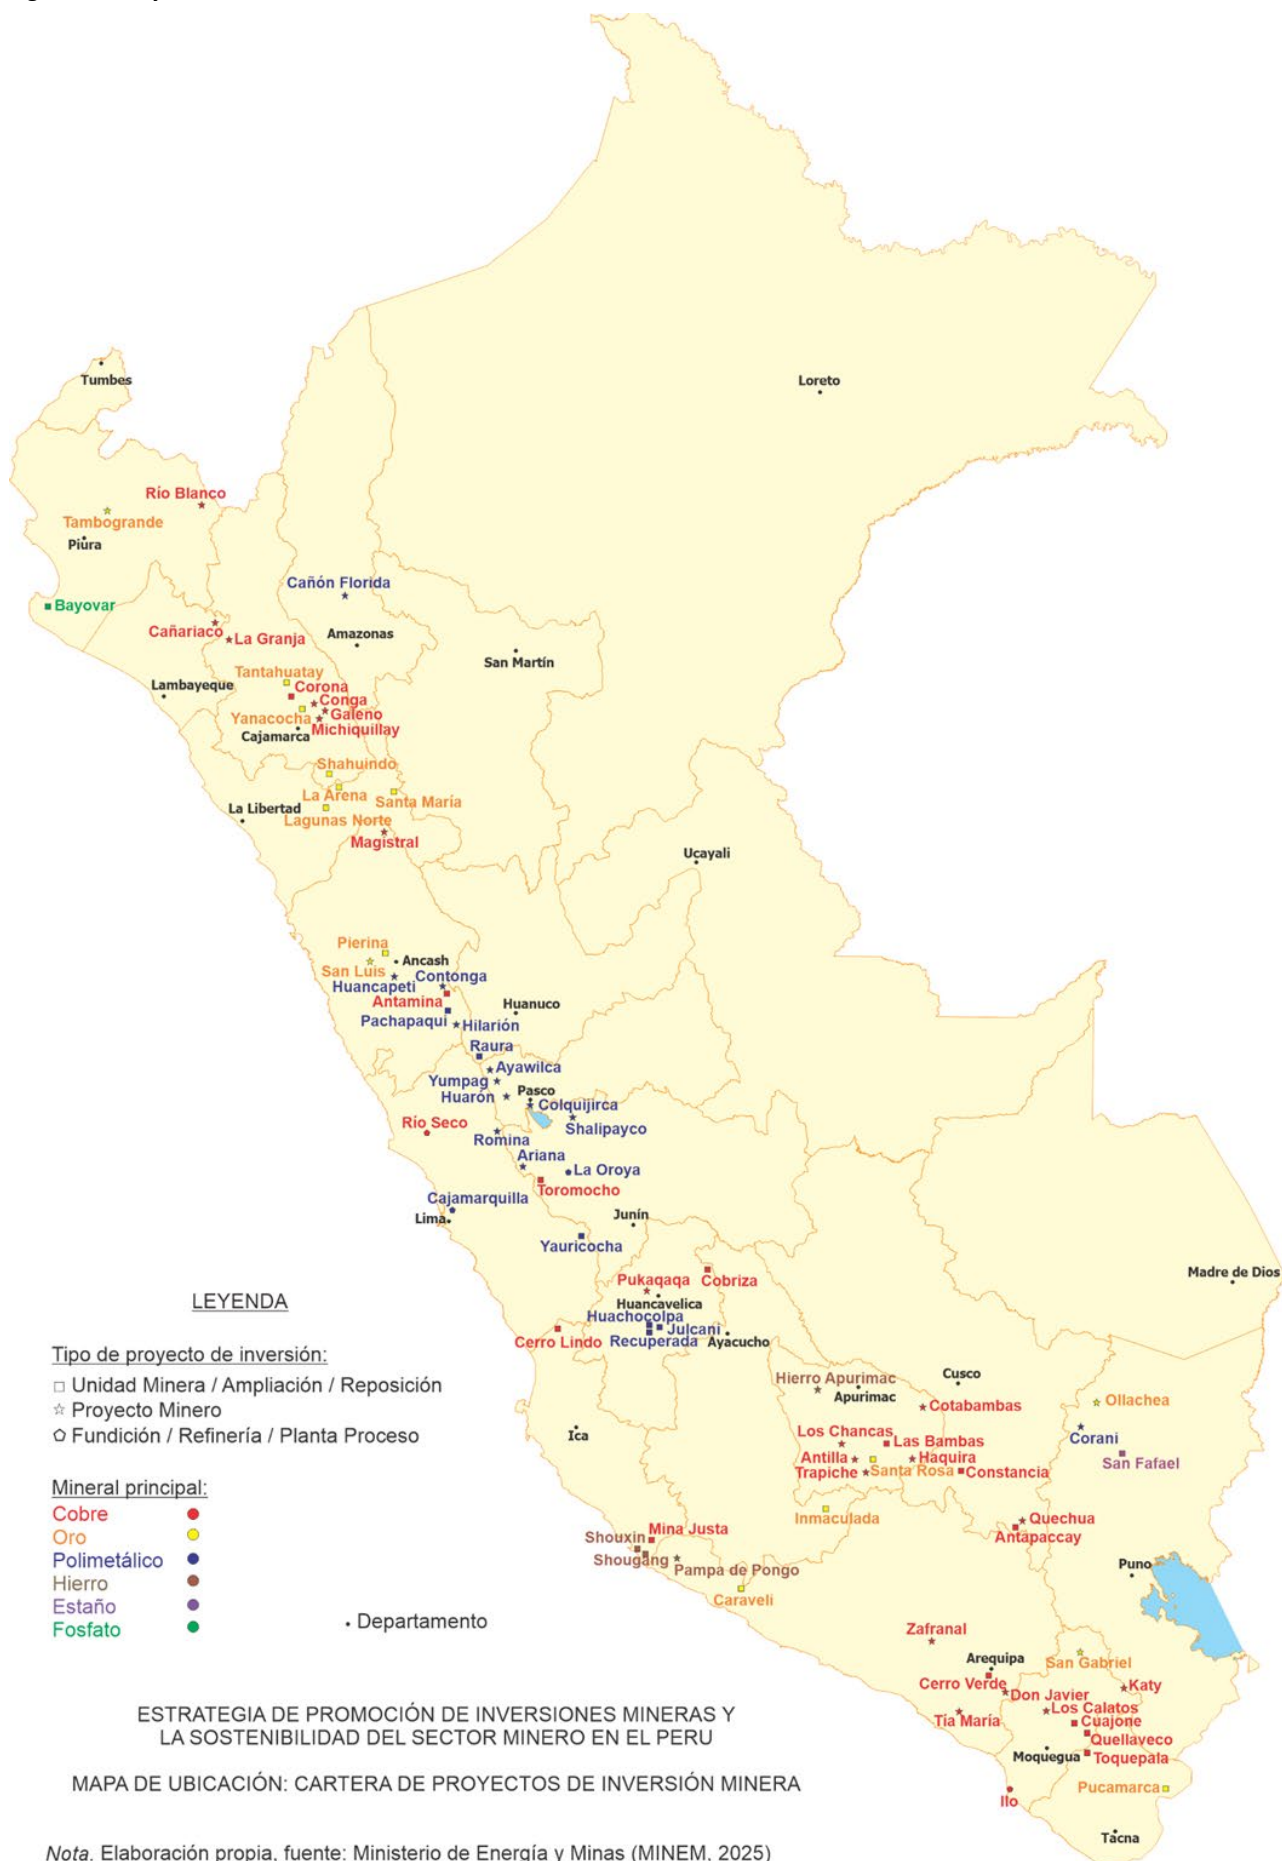 Tumbes
Loreto
Río Blanco
Tambogrande
Piura
Cañón Florida
Bayovar
Cañariaco
La Granja
Amazonas
San Martín
Tantahuatay
Lambayeque
Corona
Conga
Yanacocha
Galeno
Michiquillay
Cajamarca
Shahuindo
La Arena
Santa María
La Libertad
Lagunas Norte
Magistral
Ucayali
Pierina
Ancash
San Luis
Contonga
Huancapeti
Antamina
Huanuco
Pachapaqui
Hilarión
Raura
Ayawilca
Yumpag
Pasco
Huarón
Colquijirca
Río Seco
Shalipayco
Romina
Ariana
La Oroya
Toromocho
Cajamarquilla
Lima
Junín
Yauricocha
Madre de Dios
Pukaqaqa
Cobriza
Huancavelica
Huachocolpa
Julcani
Cerro Lindo
Recuperada
Ayacucho
Hierro Apurimac
Cusco
Apurimac
Cotabambas
Ollachea
Ica
Los Chancas
Las Bambas
Corani
Antilla
Haquira
San Fafael
Trapiche
Santa Rosa
Constancia
Inmaculada
Quechua
Mina Justa
Shouxin
Antapaccay
Shougang
Pampa de Pongo
Puno
Caraveli
Zafranal
Arequipa
San Gabriel
Cerro Verde
Katy
Don Javier
Los Calatos
Tía María
Cuajone
Quellaveco
Moquegua
Toquepala
Pucamarca
Ilo
Tacna
LEYENDA
Tipo de proyecto de inversión:
Unidad Minera / Ampliación / Reposición
Proyecto Minero
Fundición / Refinería / Planta Proceso
Mineral principal:
Cobre
Oro
Polimetálico
Hierro
Estaño
Fosfato
Departamento
ESTRATEGIA DE PROMOCIÓN DE INVERSIONES MINERAS Y
LA SOSTENIBILIDAD DEL SECTOR MINERO EN EL PERU
MAPA DE UBICACIÓN: CARTERA DE PROYECTOS DE INVERSIÓN MINERA
Nota. Elaboración propia, fuente: Ministerio de Energía y Minas (MINEM, 2025)